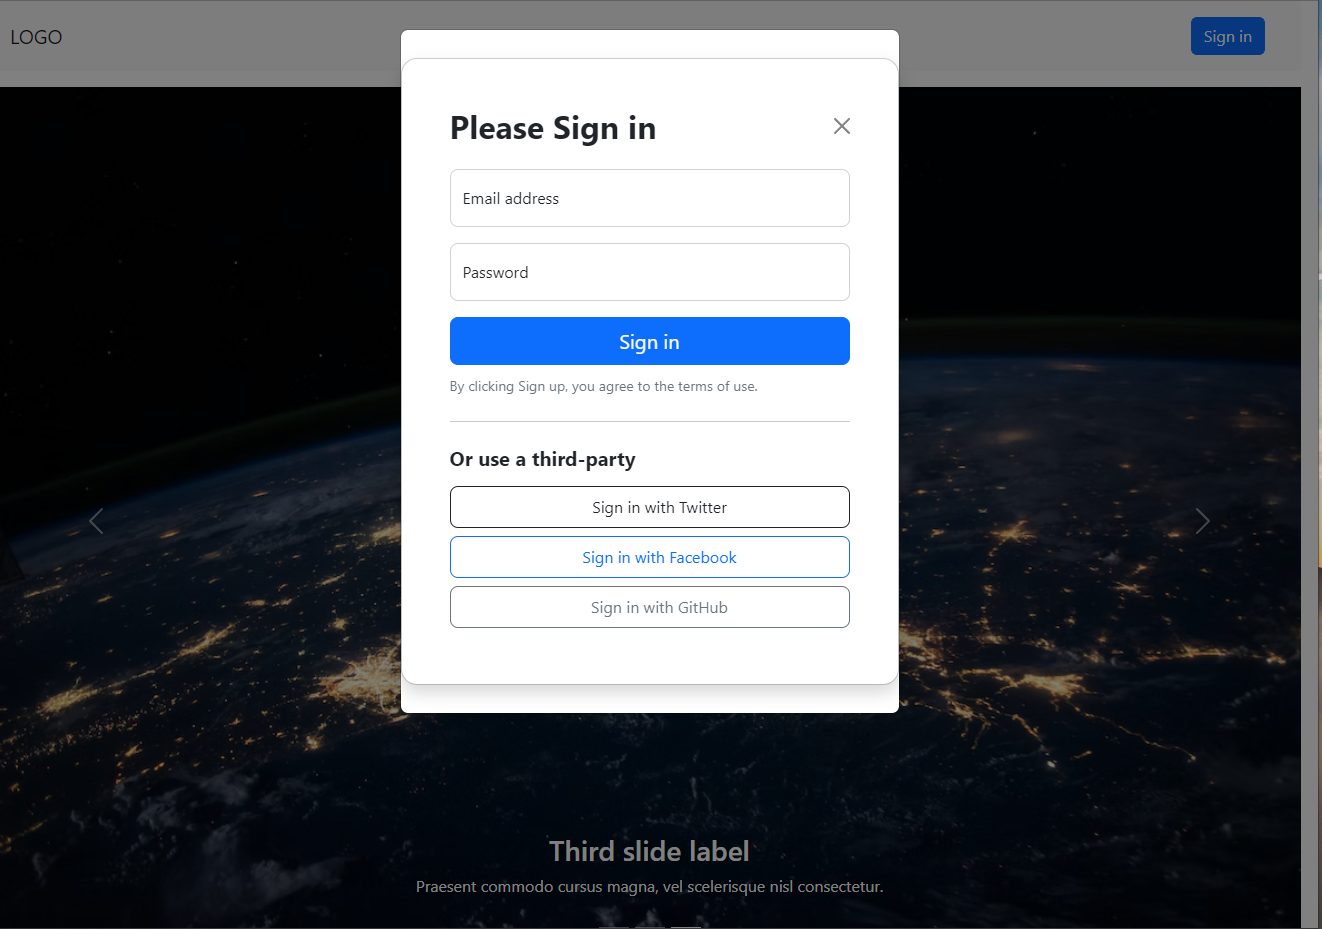 LOGO
Sign in
Please Sign in
Email address
Password
Sign in
By clicking Sign up, you agree to the terms of use.
Or use a third-party
Sign in with Twitter
Sign in with Facebook
Sign in with GitHub
Third slide label
Praesent commodo cursus magna, vel scelerisque nisl consectetur.